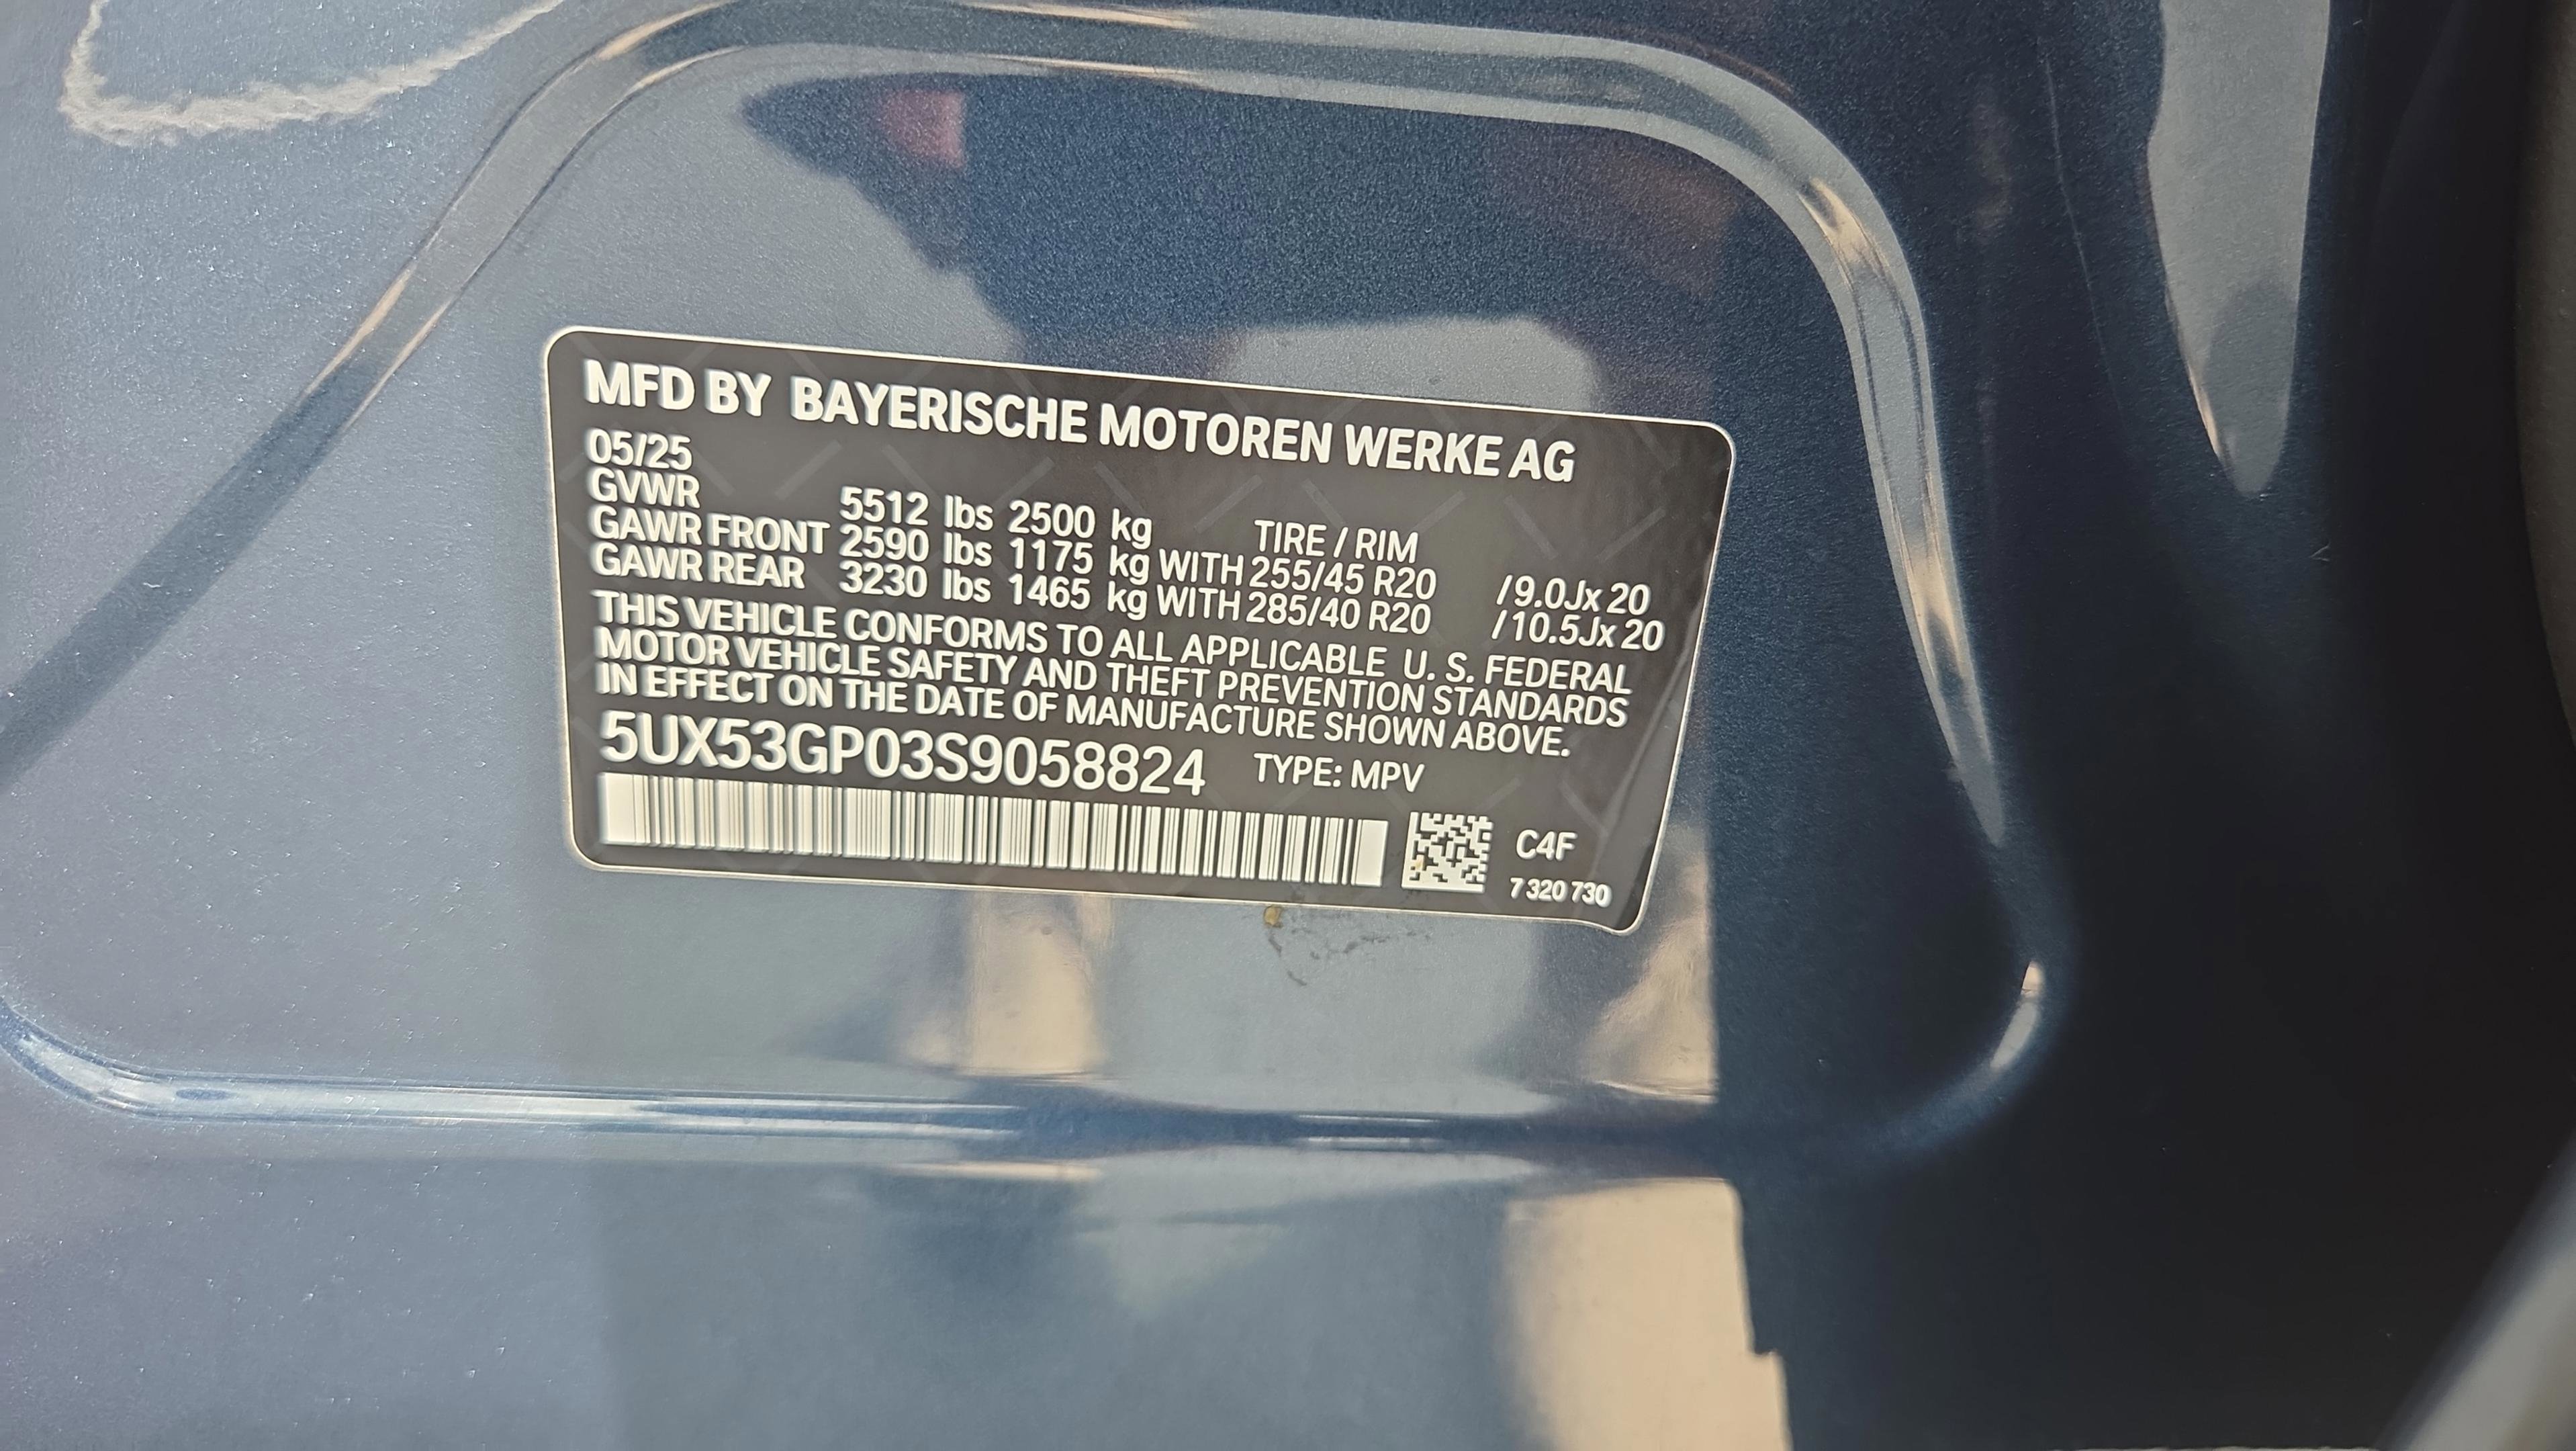 MFD BY BAYERISCHE MOTOREN WERKE AG
05/25
GVWR 5512 lbs 2500 kg TIRE / RIM
GAWR FRONT 2590 lbs 1175 kg WITH 255/45 R20 /9.0Jx 20
GAWR REAR 3230 lbs 1465 kg WITH 285/40 R20 /10.5Jx 20
THIS VEHICLE CONFORMS TO ALL APPLICABLE U. S. FEDERAL
MOTOR VEHICLE SAFETY AND THEFT PREVENTION STANDARDS
IN EFFECT ON THE DATE OF MANUFACTURE SHOWN ABOVE.
5UX53GP03S9058824 TYPE: MPV
C4F
7 320 730